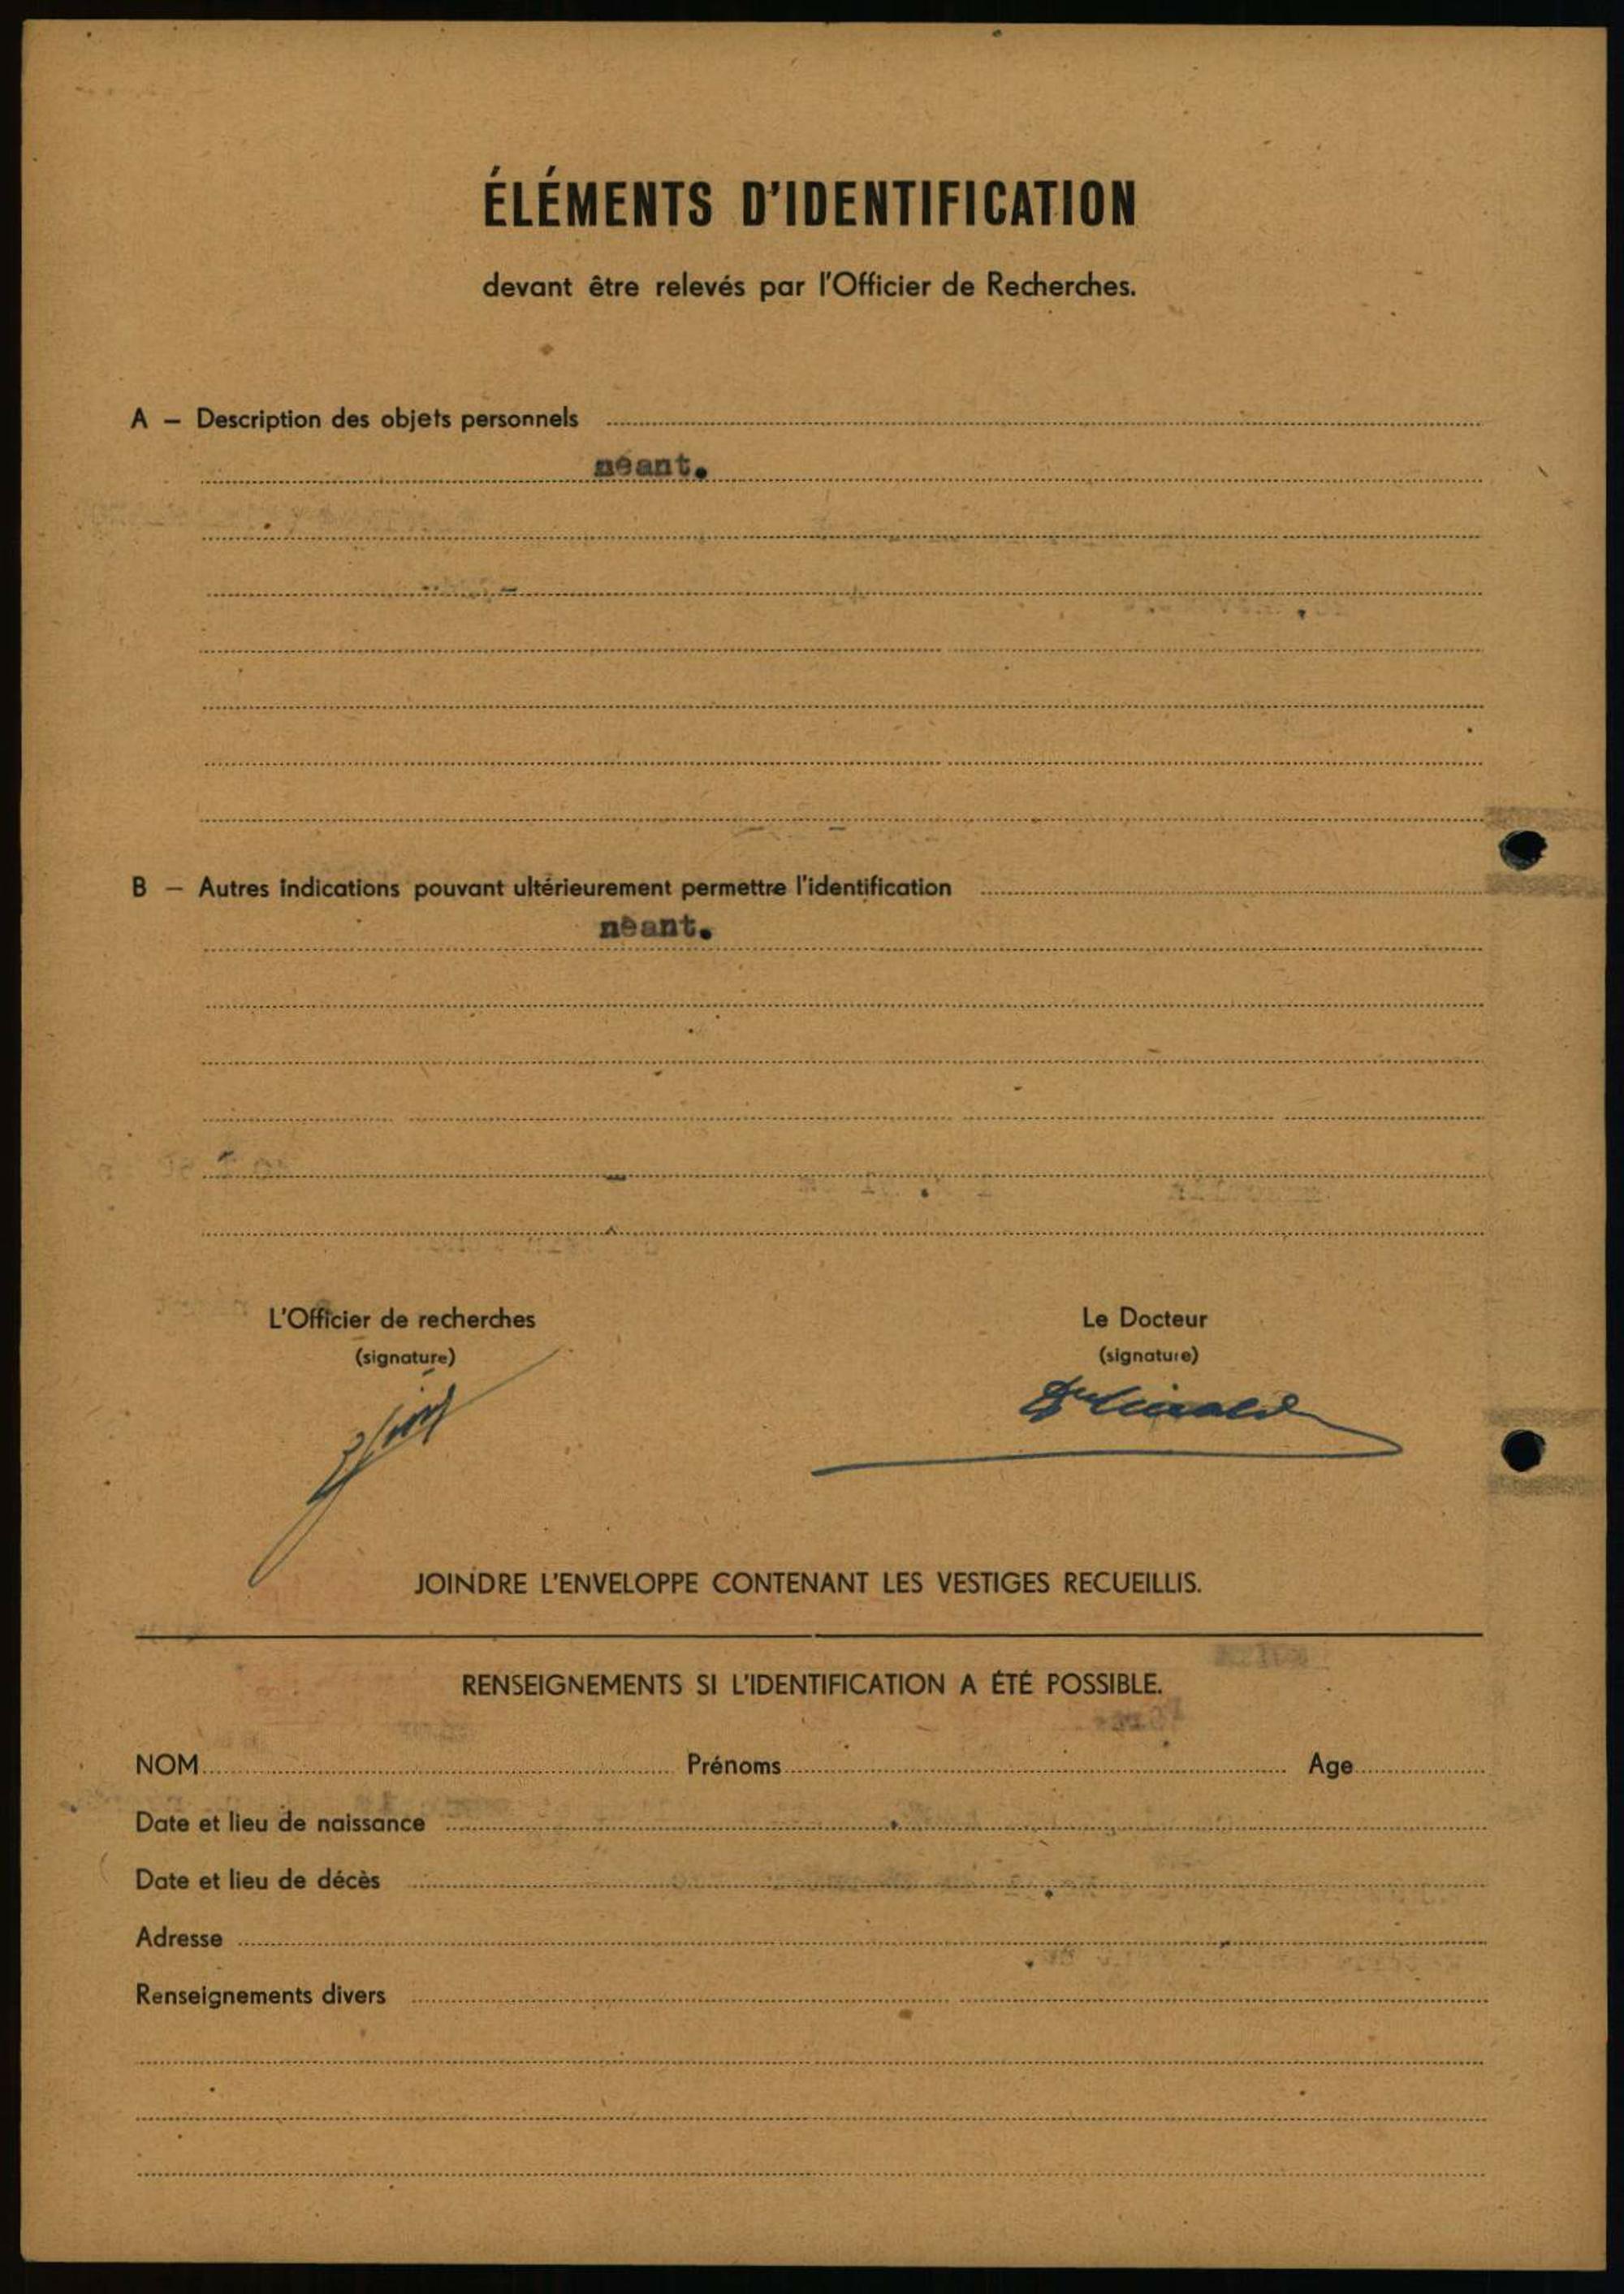 ÉLÉMENTS D'IDENTIFICATION
devant être relevés par l'Officier de Recherches.
A — Description des objets personnels
néant.
B — Autres indications pouvant ultérieurement permettre l'identification
néant.
L'Officier de recherches
(signature)
Le Docteur
(signature)
JOINDRE L'ENVELOPPE CONTENANT LES VESTIGES RECUEILLIS.
RENSEIGNEMENTS SI L'IDENTIFICATION A ÉTÉ POSSIBLE.
NOM Prénoms Age
Date et lieu de naissance
Date et lieu de décès
Adresse
Renseignements divers